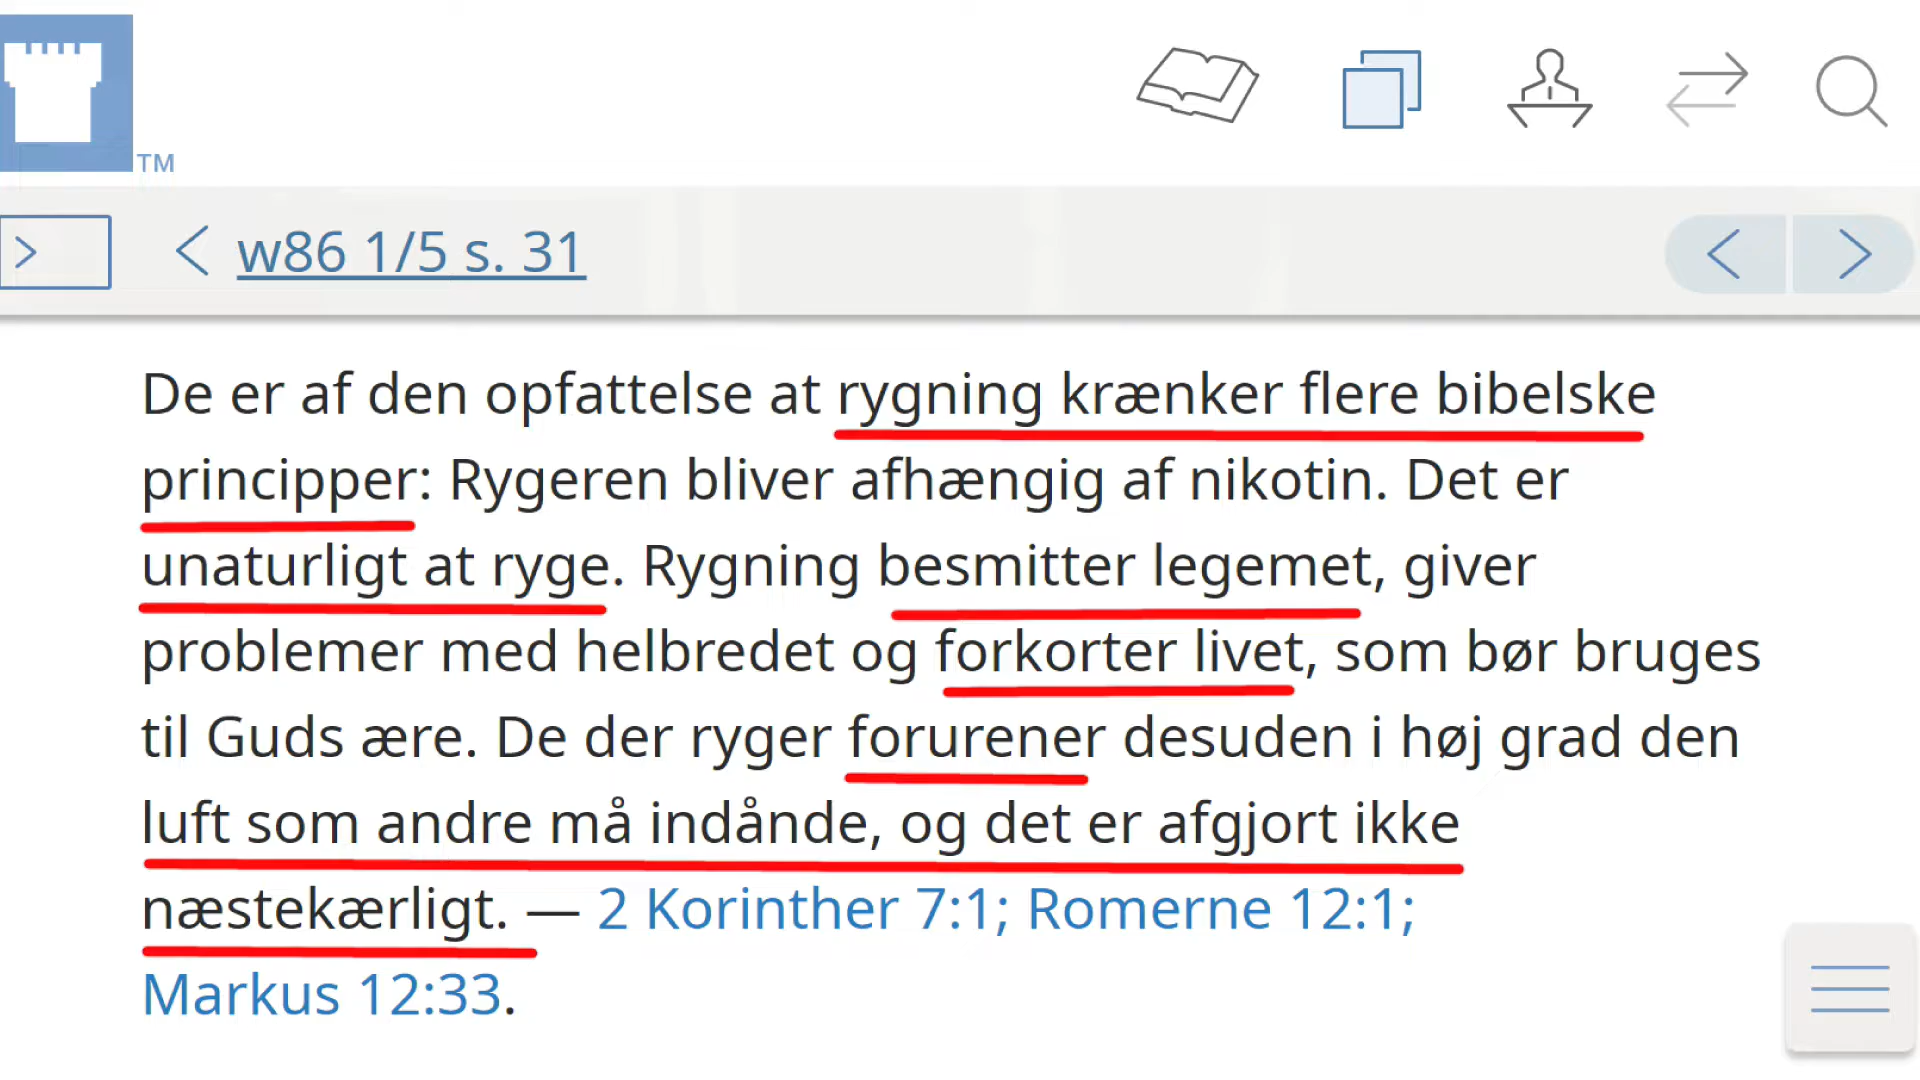 TM
w86 1/5 s. 31
De er af den opfattelse at rygning krænker flere bibelske
principper: Rygeren bliver afhængig af nikotin. Det er
unaturligt at ryge. Rygning besmitter legemet, giver
problemer med helbredet og forkorter livet, som bør bruges
til Guds ære. De der ryger forurener desuden i høj grad den
luft som andre må indånde, og det er afgjort ikke
næstekærligt. — 2 Korinther 7:1; Romerne 12:1;
Markus 12:33.